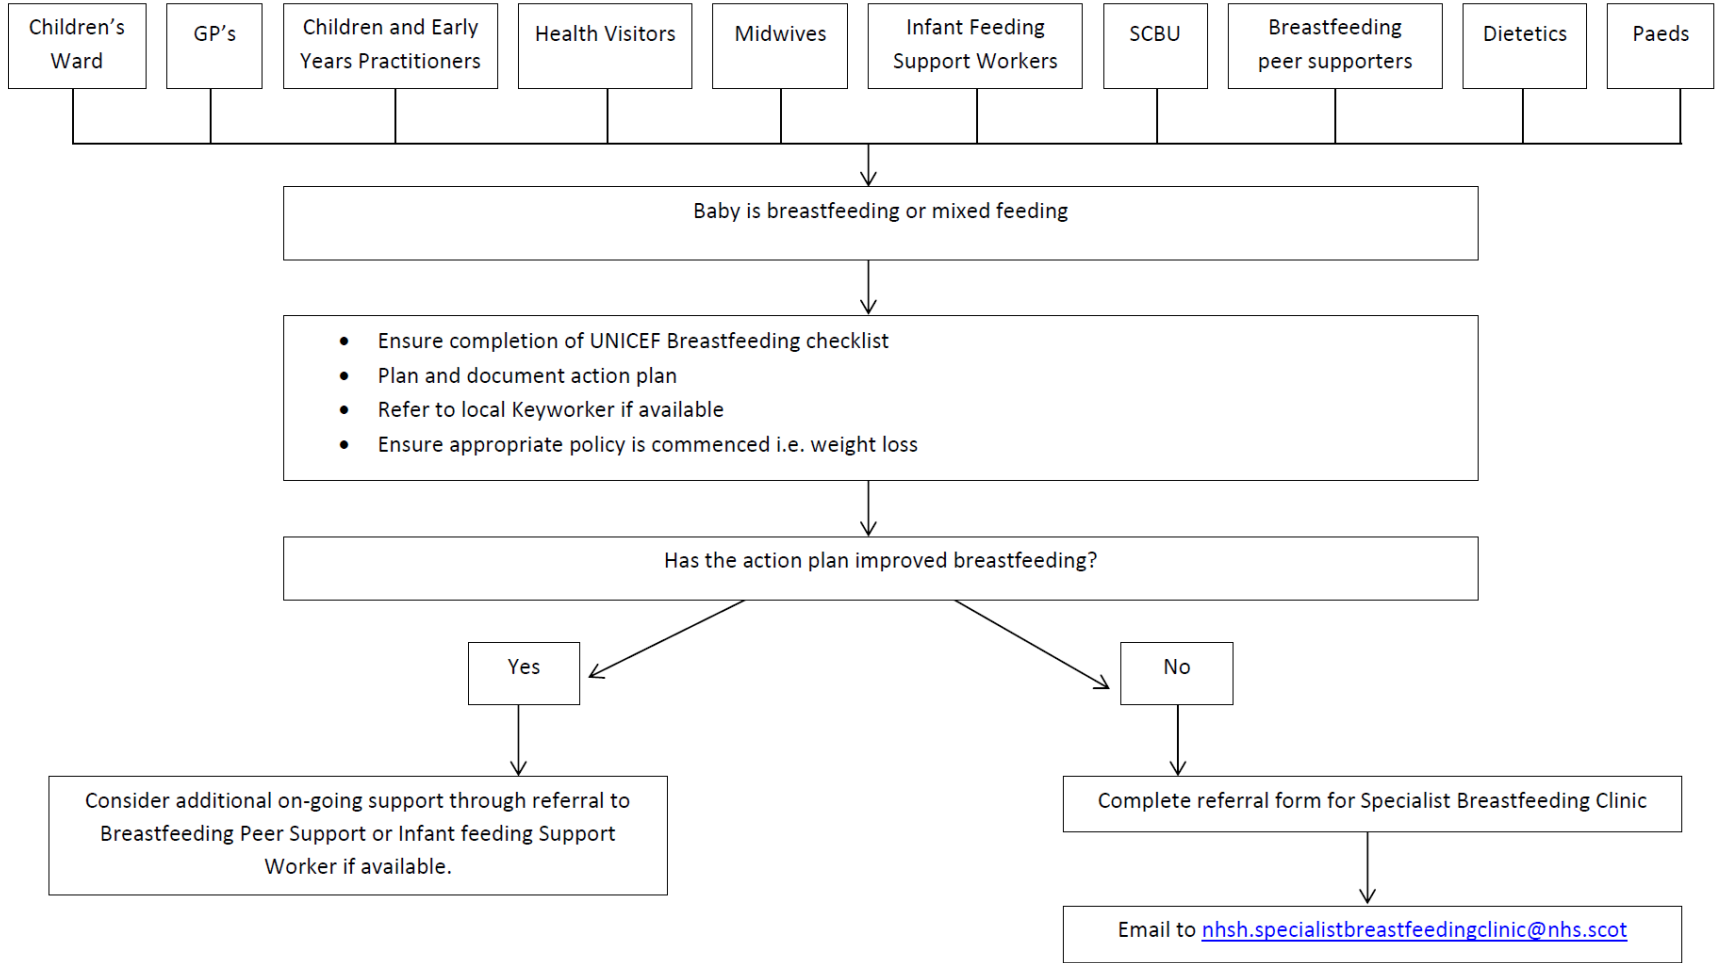 Children’s
Ward
GP’s
Children and Early
Years Practitioners
Health Visitors
Midwives
Infant Feeding
Support Workers
SCBU
Breastfeeding
peer supporters
Dietetics
Paeds
Baby is breastfeeding or mixed feeding
• Ensure completion of UNICEF Breastfeeding checklist
• Plan and document action plan
• Refer to local Keyworker if available
• Ensure appropriate policy is commenced i.e. weight loss
Has the action plan improved breastfeeding?
Yes
No
Consider additional on-going support through referral to
Breastfeeding Peer Support or Infant feeding Support
Worker if available.
Complete referral form for Specialist Breastfeeding Clinic
Email to nhsh.specialistbreastfeedingclinic@nhs.scot